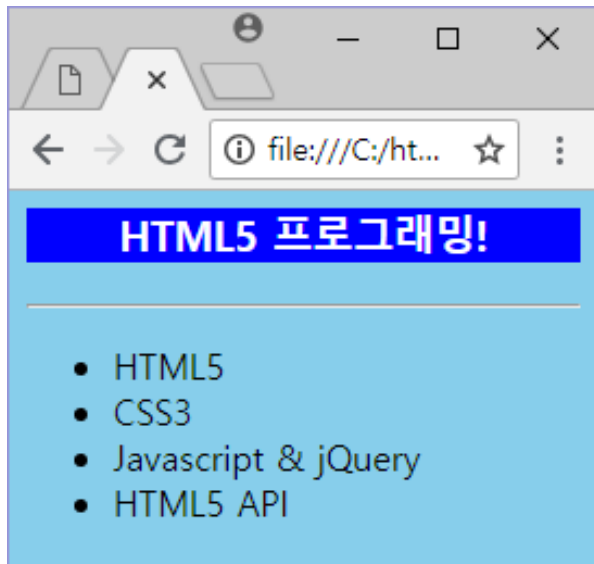 file:///C:/ht...
HTML5 프로그래밍!
HTML5
CSS3
Javascript & jQuery
HTML5 API